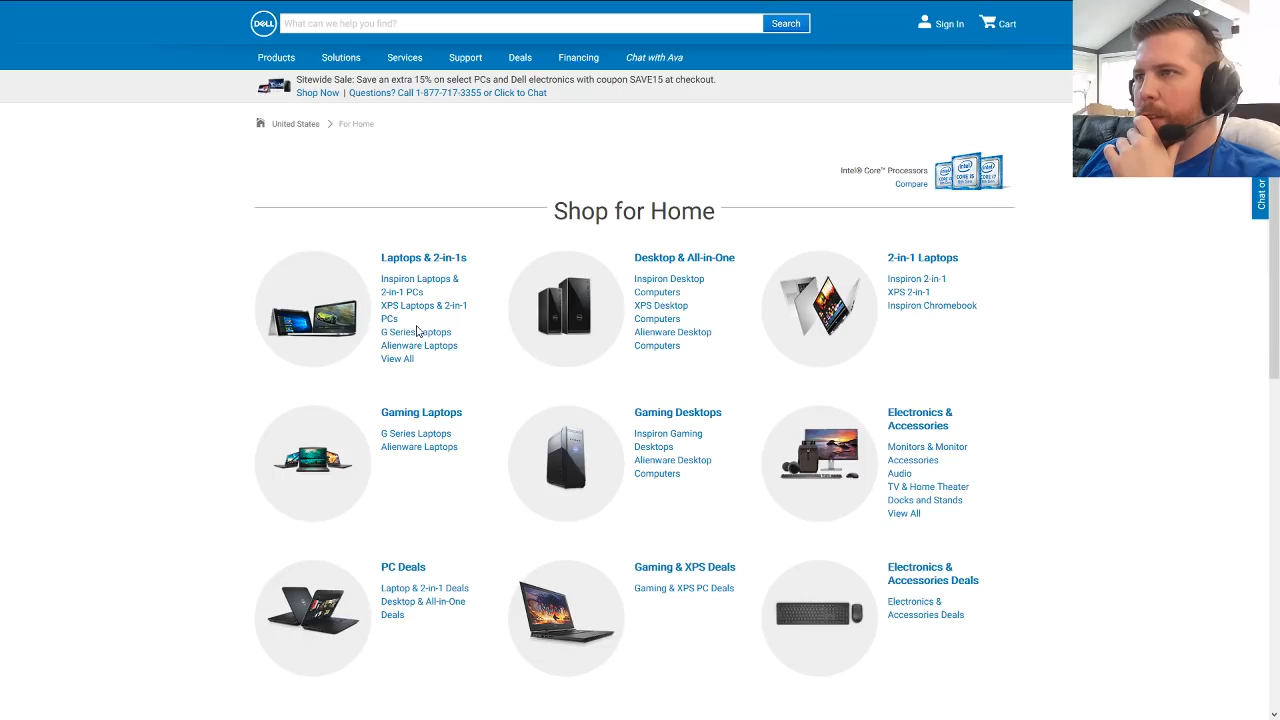 DELL
What can we help you find?
Search
Sign In
Cart
Products
Solutions
Services
Support
Deals
Financing
Chat with Ava
Sitewide Sale: Save an extra 15% on select PCs and Dell electronics with coupon SAVE15 at checkout.
Shop Now | Questions? Call 1-877-717-3355 or Click to Chat
United States
For Home
Intel® Core™ Processors
Compare
Chat or
Shop for Home
Laptops & 2-in-1s
Inspiron Laptops &
2-in-1 PCs
XPS Laptops & 2-in-1
PCs
G Series Laptops
Alienware Laptops
View All
Desktop & All-in-One
Inspiron Desktop
Computers
XPS Desktop
Computers
Alienware Desktop
Computers
2-in-1 Laptops
Inspiron 2-in-1
XPS 2-in-1
Inspiron Chromebook
Gaming Laptops
G Series Laptops
Alienware Laptops
Gaming Desktops
Inspiron Gaming
Desktops
Alienware Desktop
Computers
Electronics &
Accessories
Monitors & Monitor
Accessories
Audio
TV & Home Theater
Docks and Stands
View All
PC Deals
Laptop & 2-in-1 Deals
Desktop & All-in-One
Deals
Gaming & XPS Deals
Gaming & XPS PC Deals
Electronics &
Accessories Deals
Electronics &
Accessories Deals